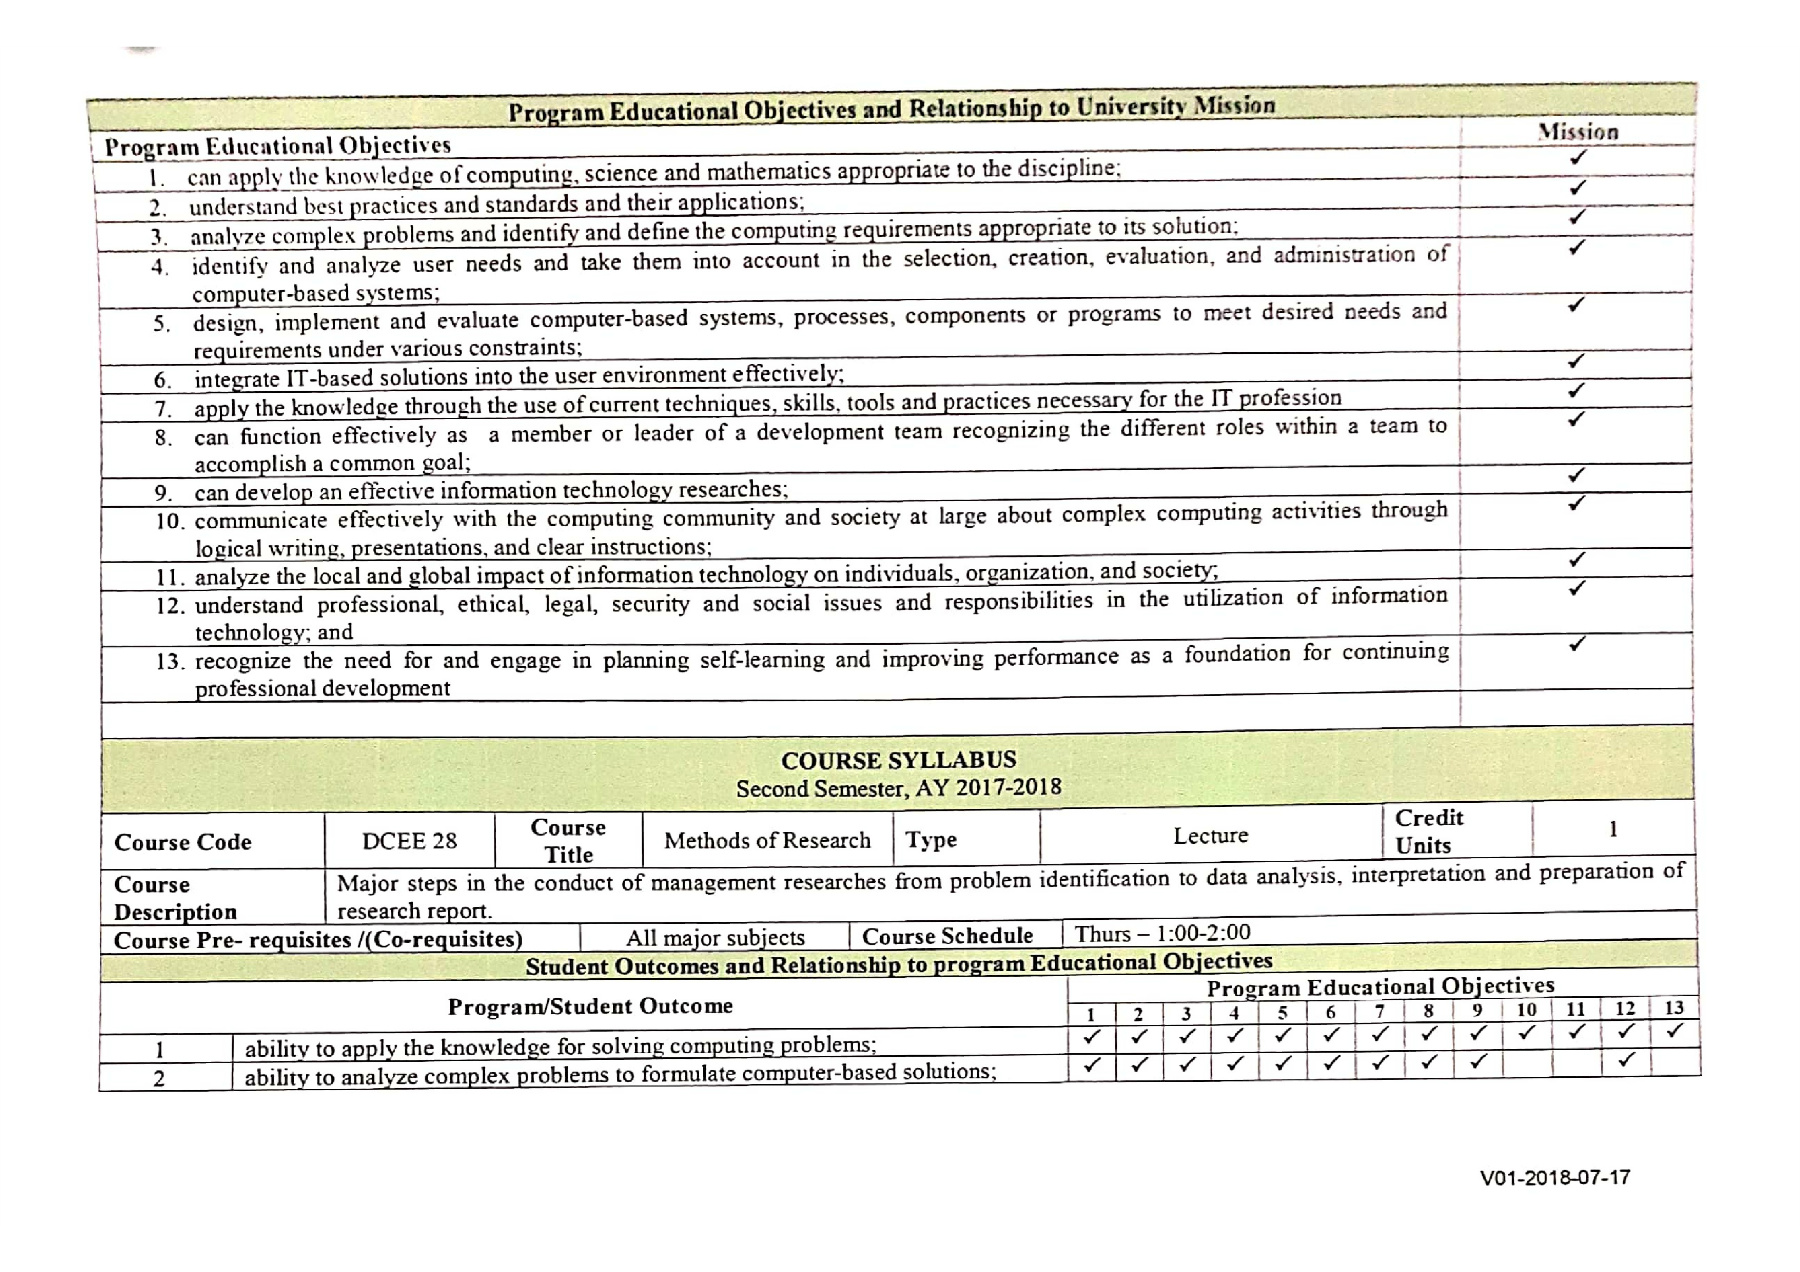 Program Educational Objectives and Relationship to University Mission
Program Educational Objectives
Mission
1. can apply the knowledge of computing, science and mathematics appropriate to the discipline; ✓
2. understand best practices and standards and their applications; ✓
3. analyze complex problems and identify and define the computing requirements appropriate to its solution; ✓
4. identify and analyze user needs and take them into account in the selection, creation, evaluation, and administration of ✓
computer-based systems;
5. design, implement and evaluate computer-based systems, processes, components or programs to meet desired needs and ✓
requirements under various constraints;
6. integrate IT-based solutions into the user environment effectively; ✓
7. apply the knowledge through the use of current techniques, skills, tools and practices necessary for the IT profession ✓
8. can function effectively as a member or leader of a development team recognizing the different roles within a team to ✓
accomplish a common goal;
9. can develop an effective information technology researches; ✓
10. communicate effectively with the computing community and society at large about complex computing activities through ✓
logical writing, presentations, and clear instructions;
11. analyze the local and global impact of information technology on individuals, organization, and society; ✓
12. understand professional, ethical, legal, security and social issues and responsibilities in the utilization of information ✓
technology; and
13. recognize the need for and engage in planning self-learning and improving performance as a foundation for continuing ✓
professional development
COURSE SYLLABUS
Second Semester, AY 2017-2018
Course Code DCEE 28 Course Title Methods of Research Type Lecture Credit Units 1
Course Description Major steps in the conduct of management researches from problem identification to data analysis, interpretation and preparation of
research report.
Course Pre- requisites /(Co-requisites) All major subjects Course Schedule Thurs – 1:00-2:00
Student Outcomes and Relationship to program Educational Objectives
Program/Student Outcome Program Educational Objectives
1 2 3 4 5 6 7 8 9 10 11 12 13
1 ability to apply the knowledge for solving computing problems; ✓ ✓ ✓ ✓ ✓ ✓ ✓ ✓ ✓ ✓ ✓ ✓ ✓
2 ability to analyze complex problems to formulate computer-based solutions; ✓ ✓ ✓ ✓ ✓ ✓ ✓ ✓ ✓ ✓
V01-2018-07-17